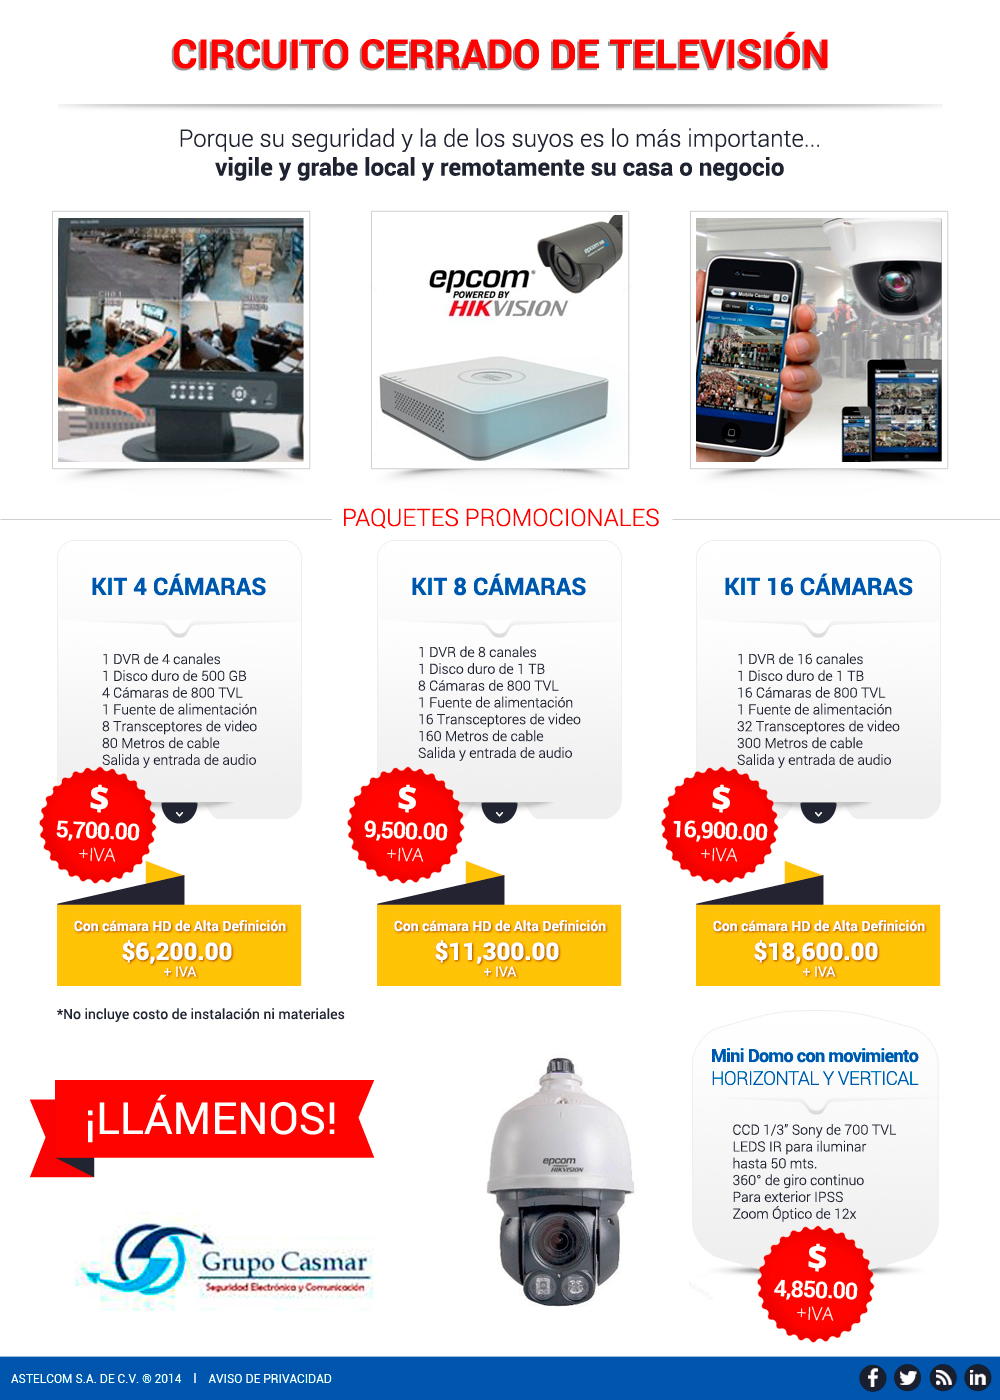 CIRCUITO CERRADO DE TELEVISIÓN
Porque su seguridad y la de los suyos es lo más importante...
vigile y grabe local y remotamente su casa o negocio
epcom®
POWERED BY
HIKVISION
Mobile Center
PAQUETES PROMOCIONALES
KIT 4 CÁMARAS
1 DVR de 4 canales
1 Disco duro de 500 GB
4 Cámaras de 800 TVL
1 Fuente de alimentación
8 Transceptores de video
80 Metros de cable
Salida y entrada de audio
$
5,700.00
+IVA
Con cámara HD de Alta Definición
$6,200.00
+ IVA
KIT 8 CÁMARAS
1 DVR de 8 canales
1 Disco duro de 1 TB
8 Cámaras de 800 TVL
1 Fuente de alimentación
16 Transceptores de video
160 Metros de cable
Salida y entrada de audio
$
9,500.00
+IVA
Con cámara HD de Alta Definición
$11,300.00
+ IVA
KIT 16 CÁMARAS
1 DVR de 16 canales
1 Disco duro de 1 TB
16 Cámaras de 800 TVL
1 Fuente de alimentación
32 Transceptores de video
300 Metros de cable
Salida y entrada de audio
$
16,900.00
+IVA
Con cámara HD de Alta Definición
$18,600.00
+ IVA
*No incluye costo de instalación ni materiales
¡LLÁMENOS!
Grupo Casmar
Seguridad Electrónica y Comunicación
epcom
HIKVISION
Mini Domo con movimiento
HORIZONTAL Y VERTICAL
CCD 1/3” Sony de 700 TVL
LEDS IR para iluminar
hasta 50 mts.
360° de giro continuo
Para exterior IPSS
Zoom Óptico de 12x
$
4,850.00
+IVA
ASTELCOM S.A. DE C.V. ® 2014 | AVISO DE PRIVACIDAD